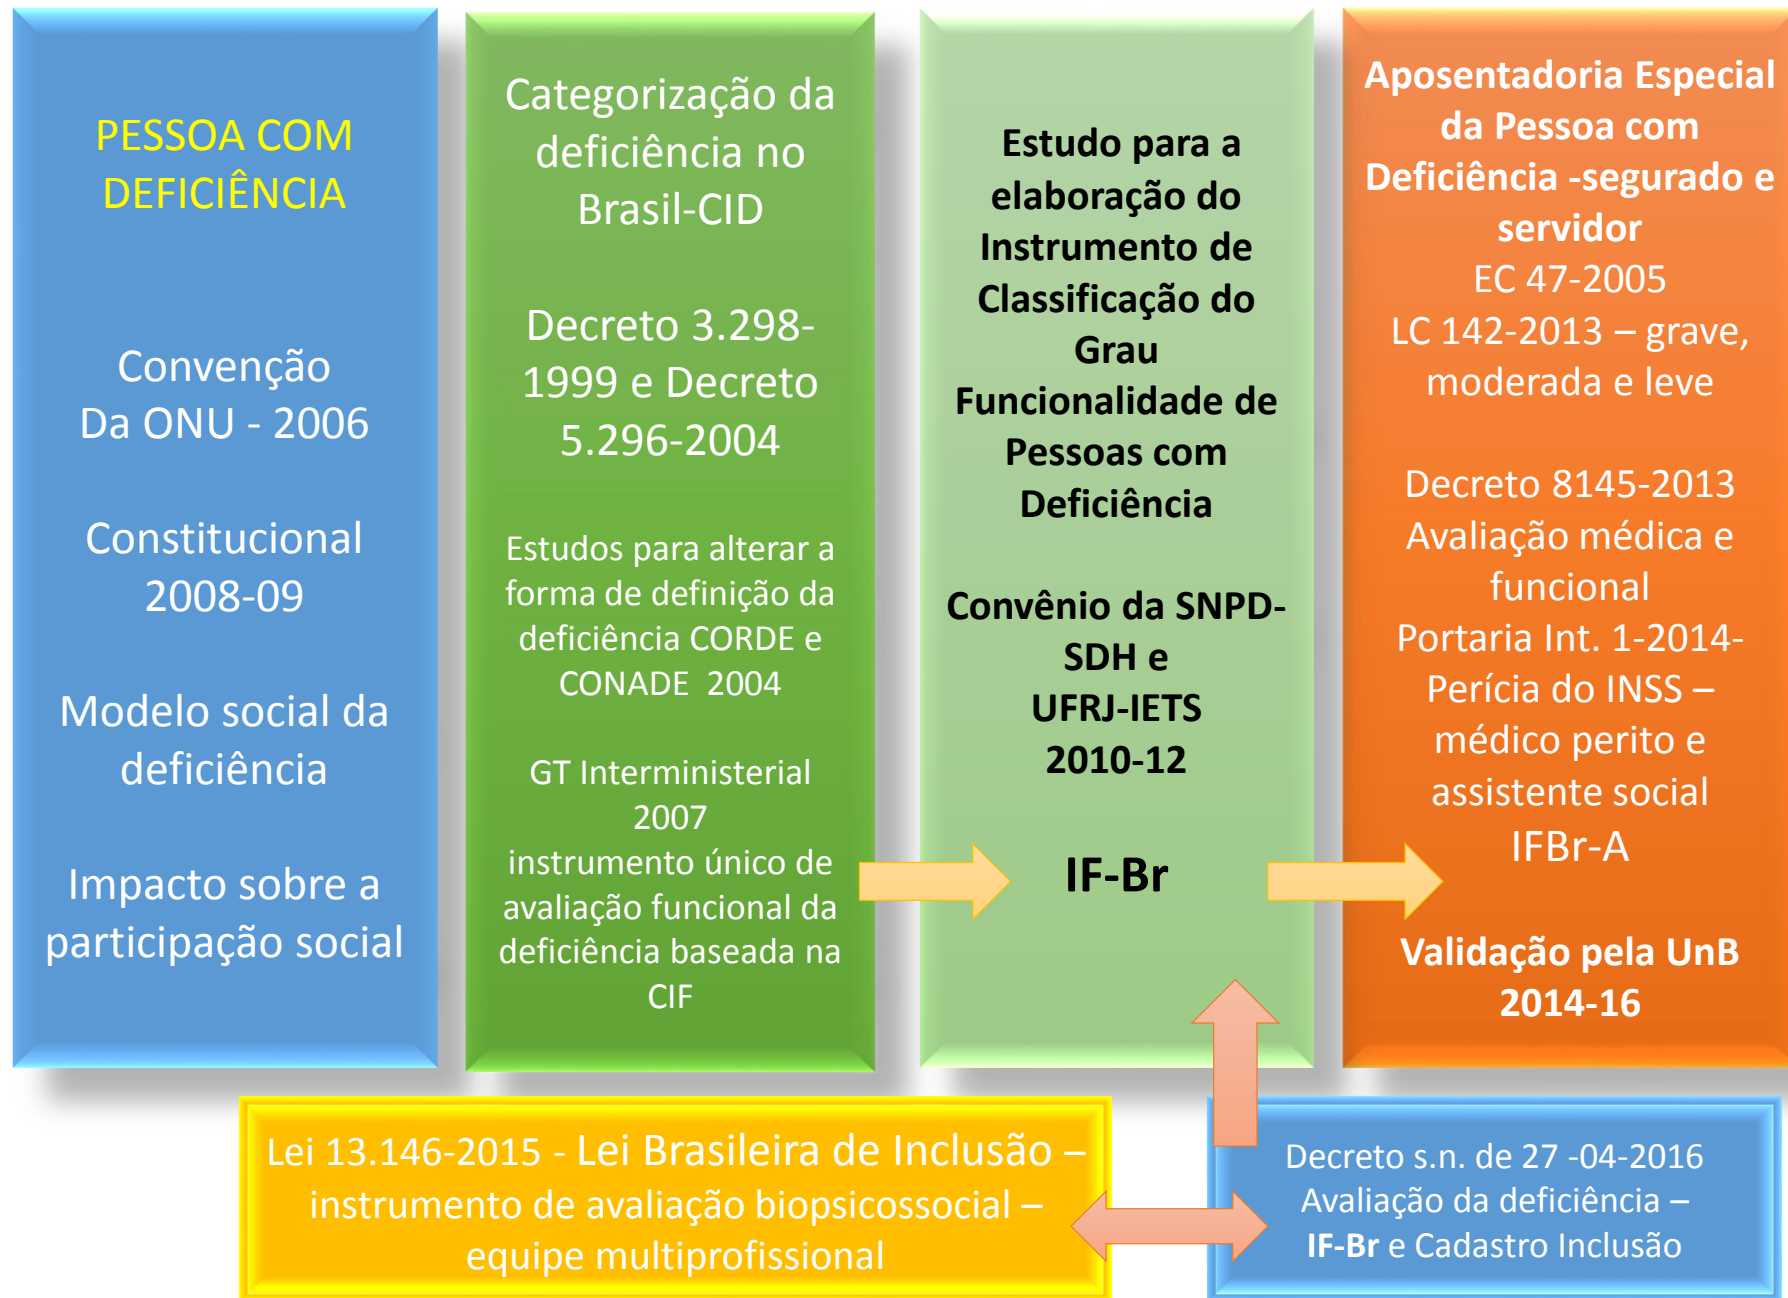 PESSOA COM
DEFICIÊNCIA
Convenção
Da ONU - 2006
Constitucional
2008-09
Modelo social da
deficiência
Impacto sobre a
participação social
Categorização da
deficiência no
Brasil-CID
Decreto 3.298-
1999 e Decreto
5.296-2004
Estudos para alterar a
forma de definição da
deficiência CORDE e
CONADE 2004
GT Interministerial
2007
instrumento único de
avaliação funcional da
deficiência baseada na
CIF
Estudo para a
elaboração do
Instrumento de
Classificação do
Grau
Funcionalidade de
Pessoas com
Deficiência
Convênio da SNPD-
SDH e
UFRJ-IETS
2010-12
IF-Br
Aposentadoria Especial
da Pessoa com
Deficiência -segurado e
servidor
EC 47-2005
LC 142-2013 – grave,
moderada e leve
Decreto 8145-2013
Avaliação médica e
funcional
Portaria Int. 1-2014-
Perícia do INSS –
médico perito e
assistente social
IFBr-A
Validação pela UnB
2014-16
Lei 13.146-2015 - Lei Brasileira de Inclusão –
instrumento de avaliação biopsicossocial –
equipe multiprofissional
Decreto s.n. de 27 -04-2016
Avaliação da deficiência –
IF-Br e Cadastro Inclusão